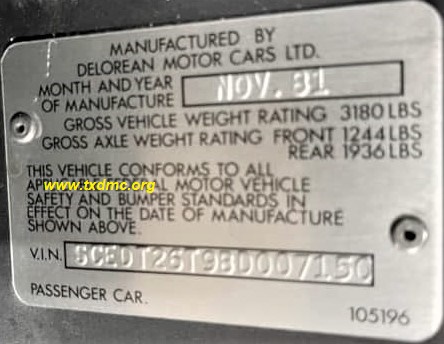 MANUFACTURED BY
DELOREAN MOTOR CARS LTD.
MONTH AND YEAR
OF MANUFACTURE NOV. 81
GROSS VEHICLE WEIGHT RATING 3180 LBS
GROSS AXLE WEIGHT RATING FRONT 1244 LBS
REAR 1936 LBS
THIS VEHICLE CONFORMS TO ALL
MOTOR VEHICLE
www.txdmc.org
SAFETY AND BUMPER STANDARDS IN
EFFECT ON THE DATE OF MANUFACTURE
SHOWN ABOVE.
V.I.N. SCEDT26T9BD007150
PASSENGER CAR. 105196